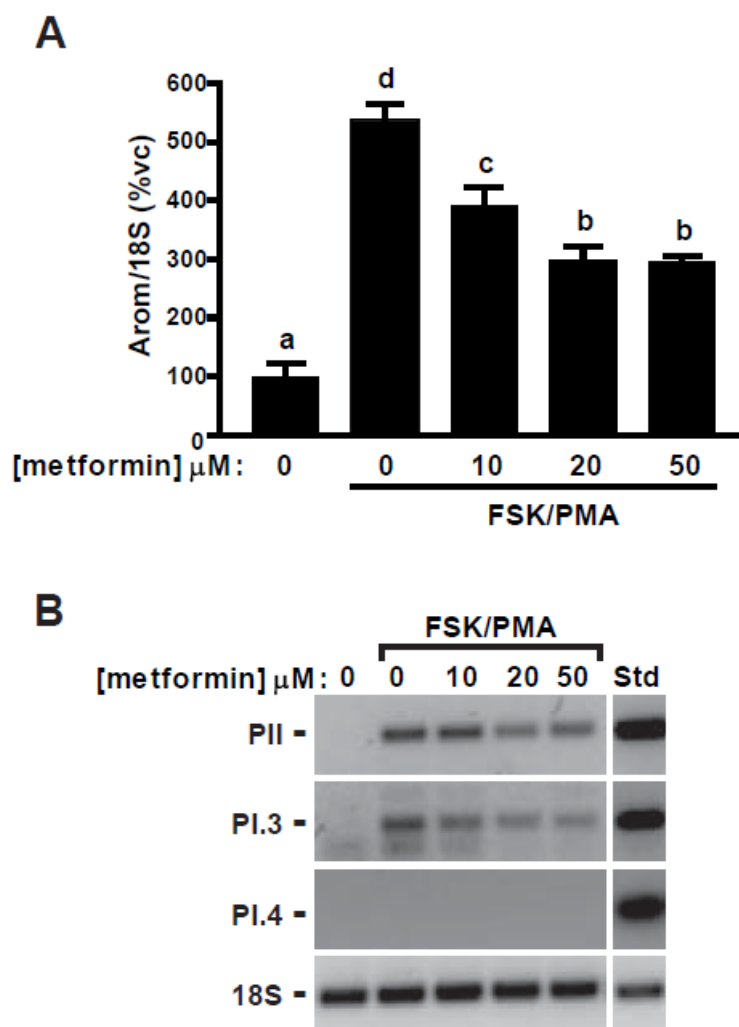 A
Arom/18S (%vc)
600
500
400
300
200
100
0
a
d
c
b
b
[metformin] μM: 0 0 10 20 50
FSK/PMA
B
FSK/PMA
[metformin] μM: 0 0 10 20 50 Std
PII -
PI.3 -
PI.4 -
18S -